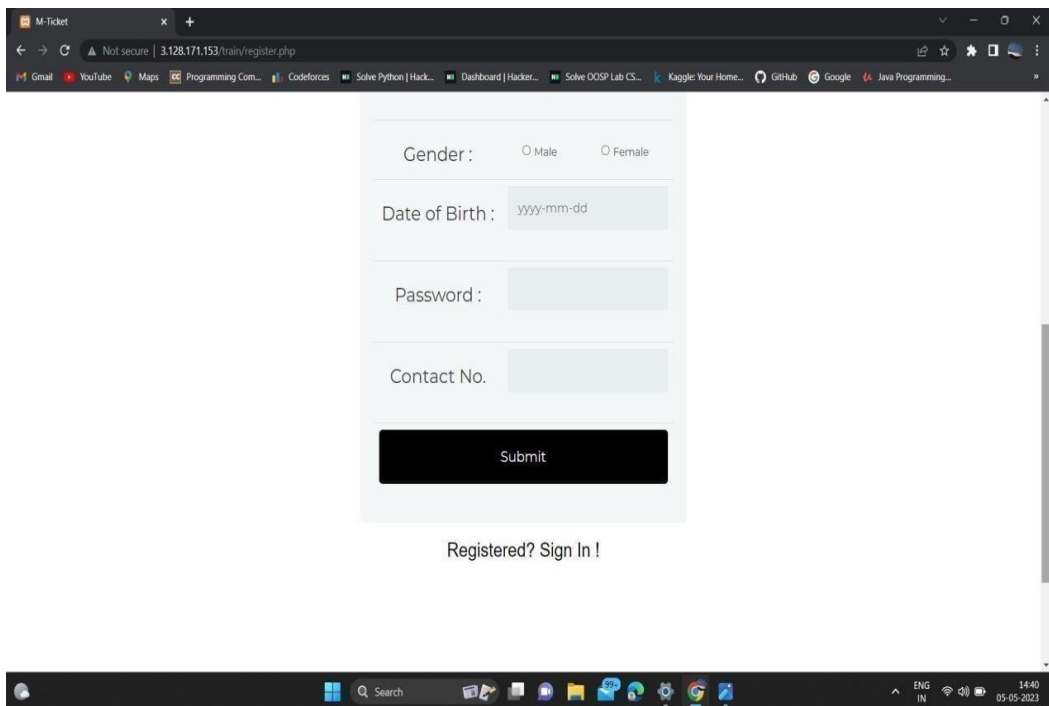 M-Ticket
Not secure | 3.128.171.153/train/register.php
Gmail YouTube Maps Programming Com... Codeforces Solve Python | Hack... Dashboard | Hacker... Solve OOSP Lab CS... Kaggle: Your Home... GitHub Google Java Programming... »
Gender : Male Female
Date of Birth : yyyy-mm-dd
Password :
Contact No.
Submit
Registered? Sign In !
Search 99+ ENG 14:40
IN 05-05-2023